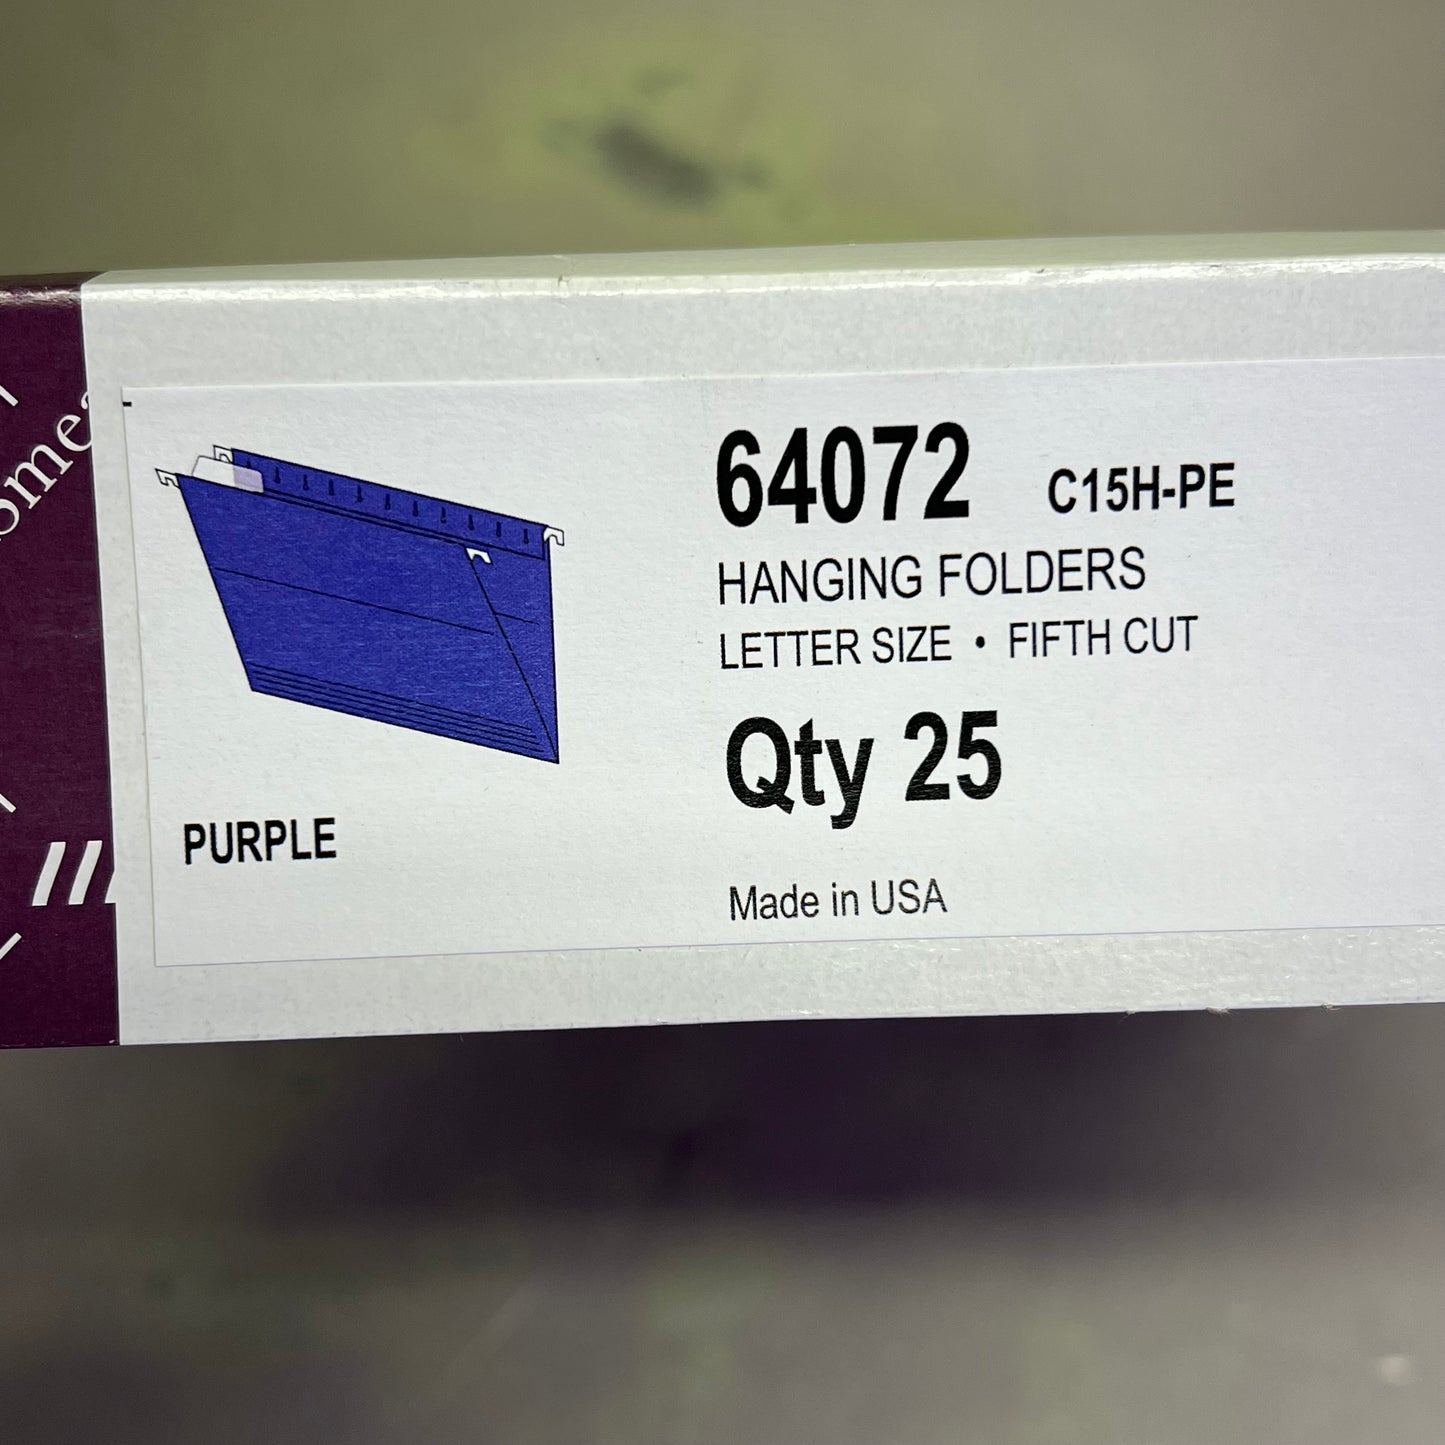 64072 C15H-PE
HANGING FOLDERS
LETTER SIZE • FIFTH CUT
Qty 25
Made in USA
PURPLE